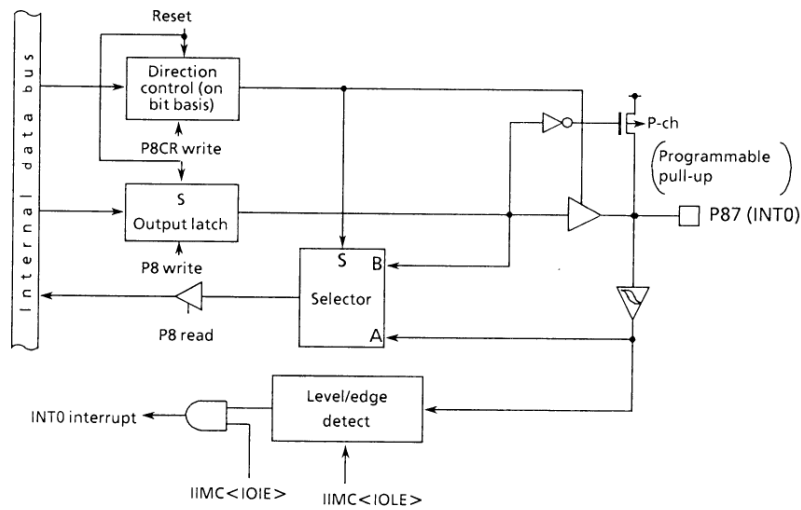 Reset
Internal data bus
Direction
control (on
bit basis)
P8CR write
S
Output latch
P8 write
P8 read
S
B
Selector
A
P-ch
(Programmable
pull-up)
P87 (INT0)
Level/edge
detect
INT0 interrupt
IIMC<IOIE>
IIMC<IOLE>